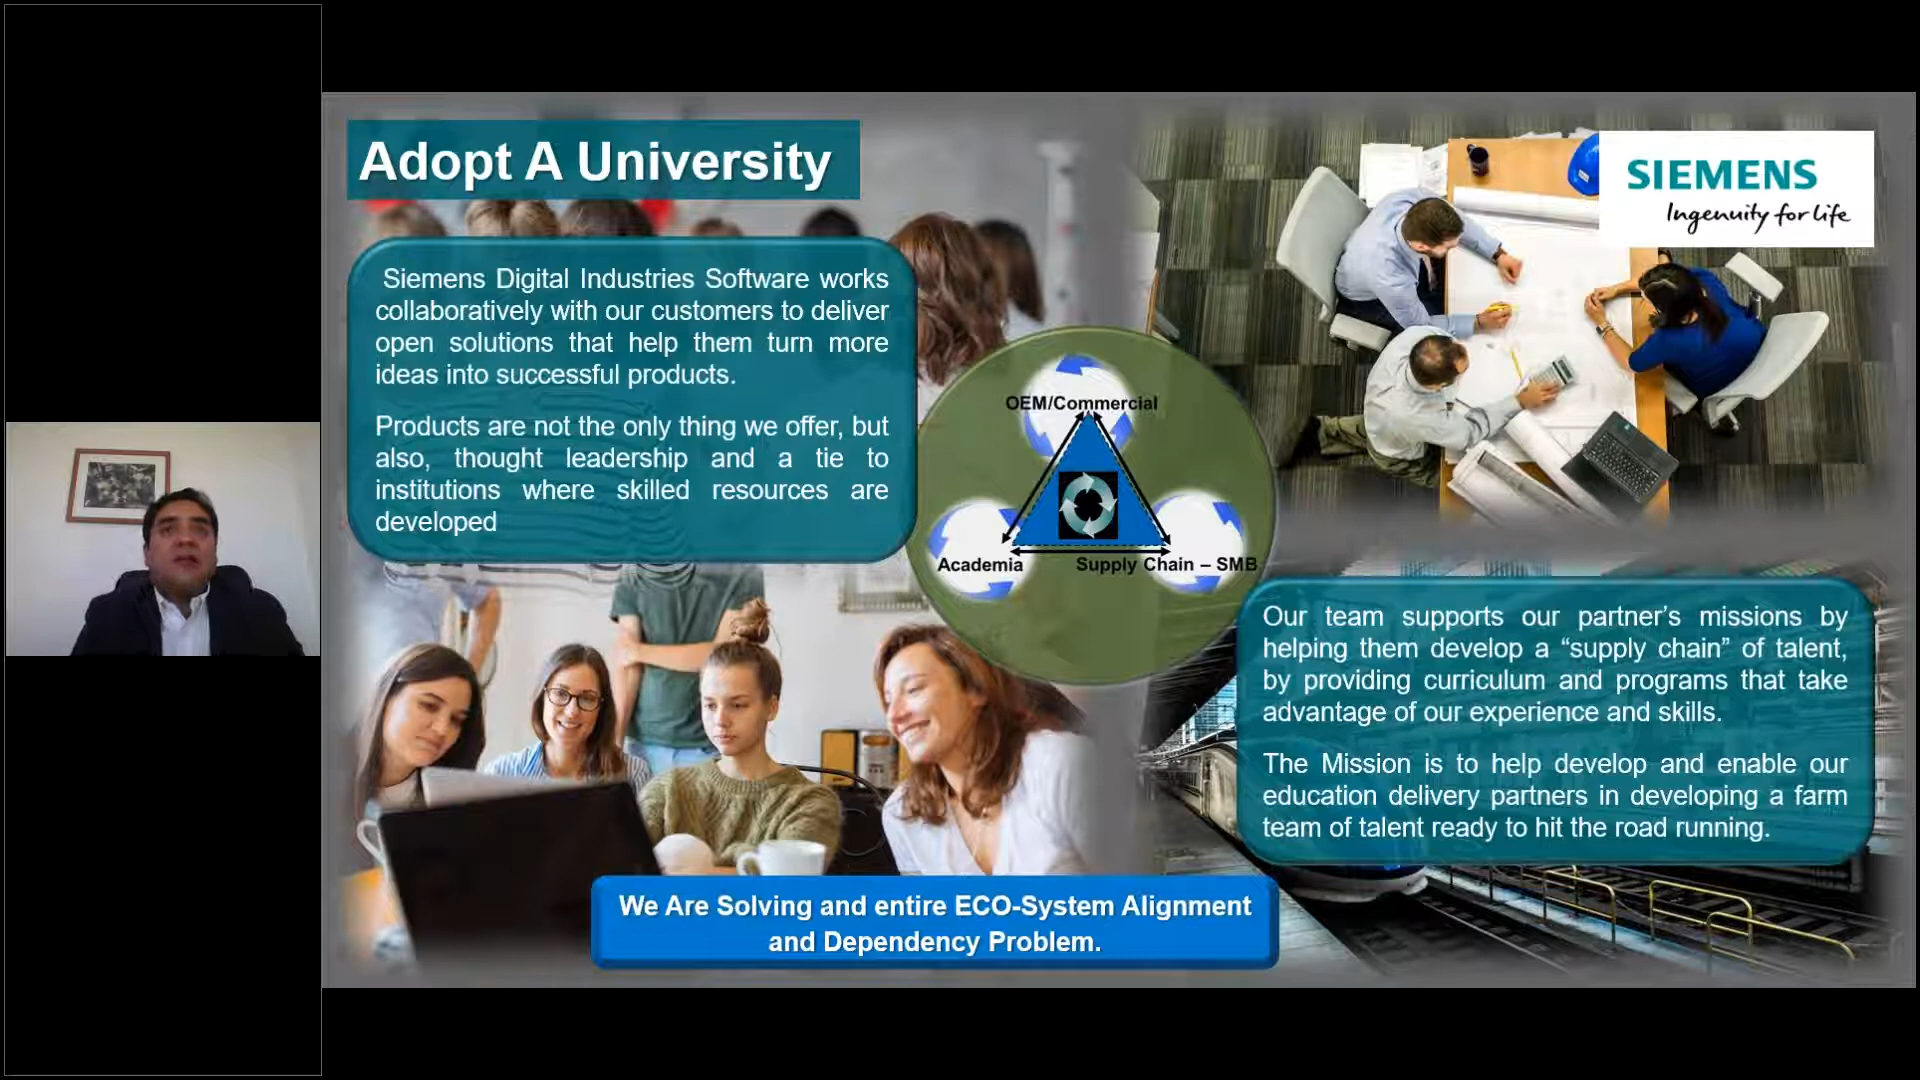 Adopt A University
SIEMENS
Ingenuity for life
Siemens Digital Industries Software works
collaboratively with our customers to deliver
open solutions that help them turn more
ideas into successful products.
Products are not the only thing we offer, but
also, thought leadership and a tie to
institutions where skilled resources are
developed
OEM/Commercial
Academia
Supply Chain – SMB
Our team supports our partner’s missions by
helping them develop a “supply chain” of talent,
by providing curriculum and programs that take
advantage of our experience and skills.
The Mission is to help develop and enable our
education delivery partners in developing a farm
team of talent ready to hit the road running.
We Are Solving and entire ECO-System Alignment
and Dependency Problem.